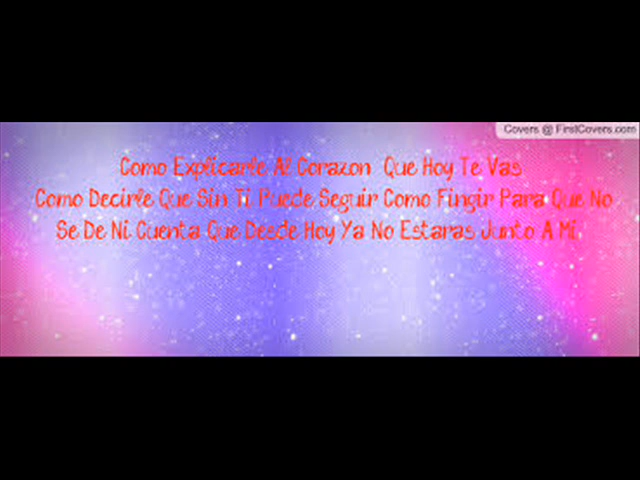 Covers @ FirstCovers.com
Como Explicarle Al Corazon Que Hoy Te Vas
Como Decirle Que Sin Ti Puede Seguir Como Fingir Para Que No
Se De Ni Cuenta Que Desde Hoy Ya No Estaras Junto A Mi